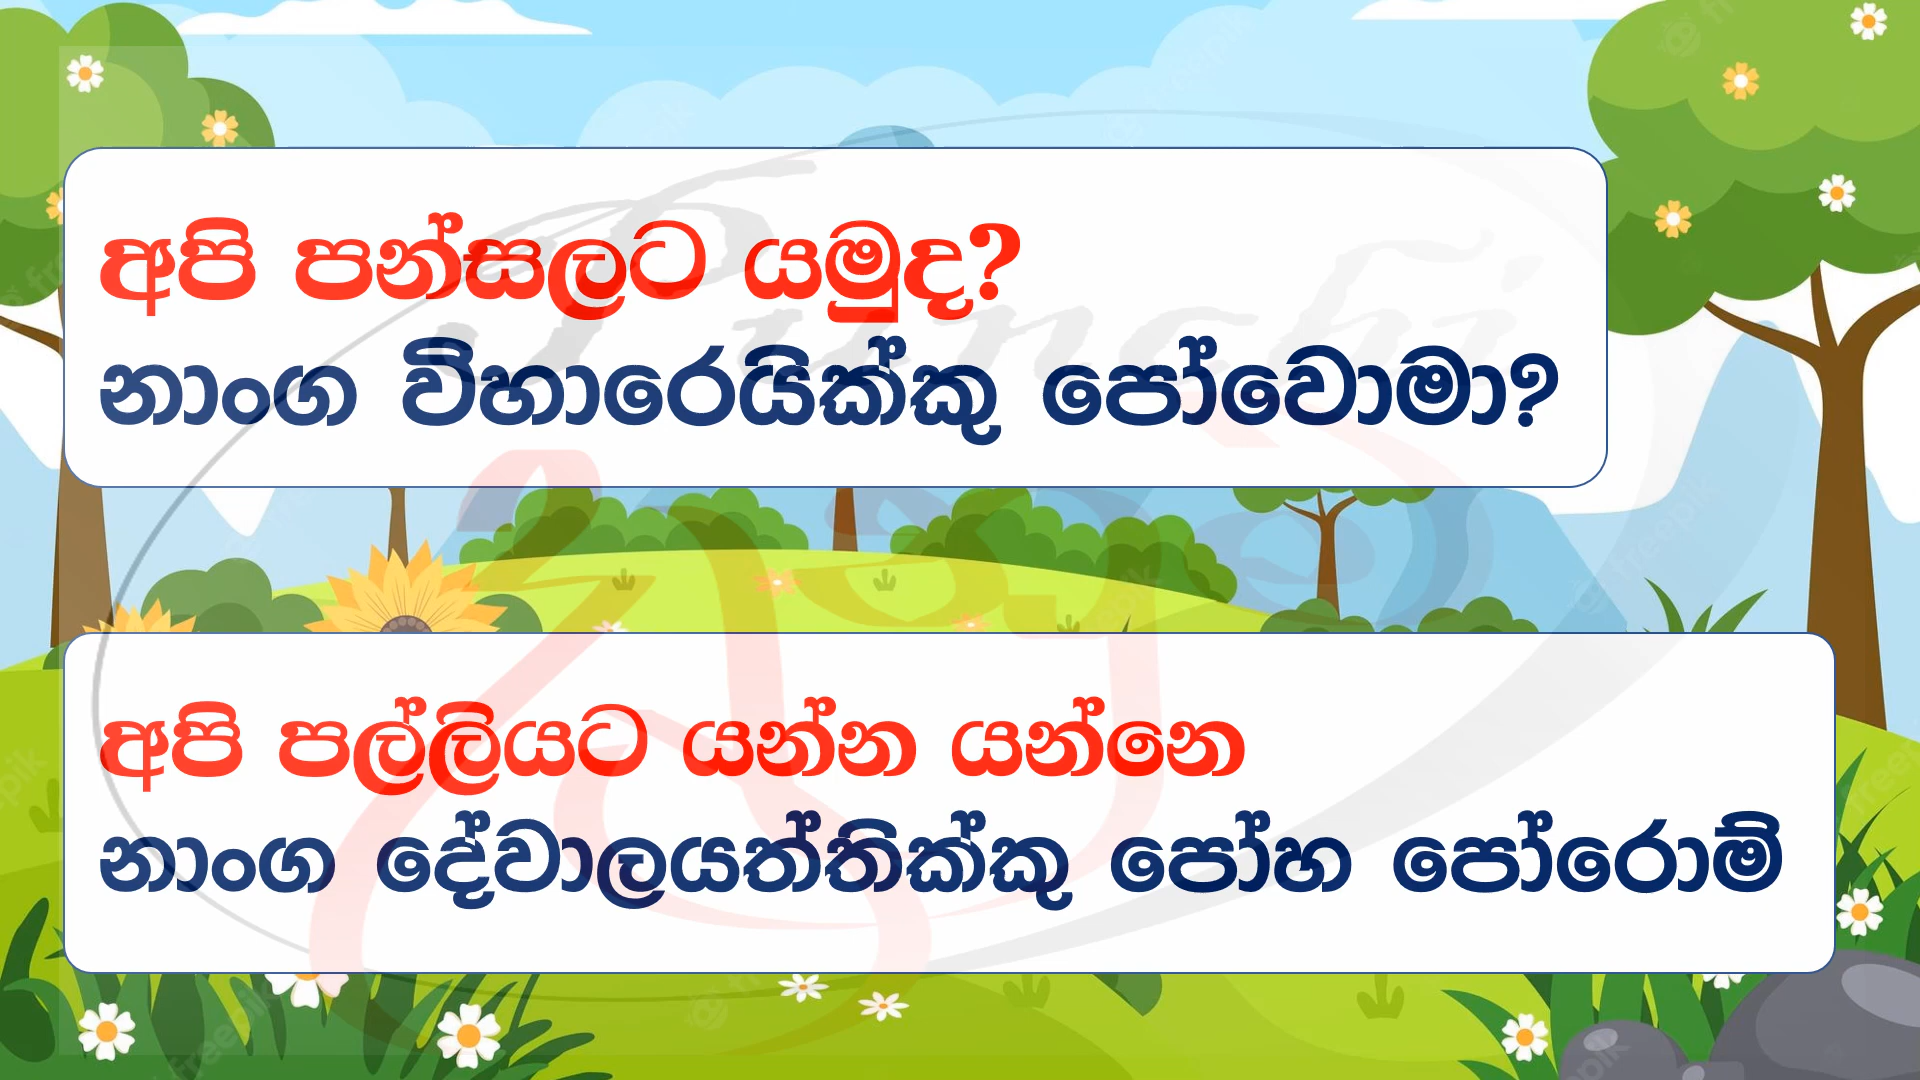 අපි පන්සලට යමුද?
නාංග විහාරෙයික්කු පෝවොමා?
අපි පල්ලියට යන්න යන්නෙ
නාංග දේවාලයත්තික්කු පෝහ පෝරොම්